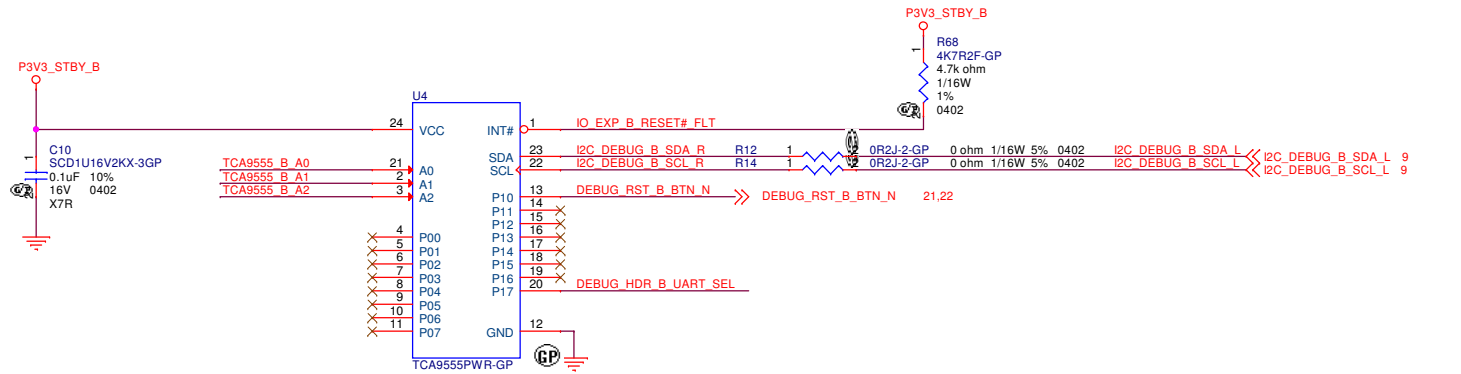 P3V3_STBY_B
R68
4K7R2F-GP
4.7k ohm
1/16W
1%
0402
1
2
P3V3_STBY_B
C10
SCD1U16V2KX-3GP
0.1uF 10%
16V 0402
X7R
1
2
U4
24 VCC INT# 1 IO_EXP_B_RESET#_FLT
SDA 23 I2C_DEBUG_B_SDA_R R12 1 2 0R2J-2-GP 0 ohm 1/16W 5% 0402 I2C_DEBUG_B_SDA_L I2C_DEBUG_B_SDA_L 9
TCA9555_B_A0 21 A0 SCL 22 I2C_DEBUG_B_SCL_R R14 1 2 0R2J-2-GP 0 ohm 1/16W 5% 0402 I2C_DEBUG_B_SCL_L I2C_DEBUG_B_SCL_L 9
TCA9555_B_A1 2 A1
TCA9555_B_A2 3 A2 P10 13 DEBUG_RST_B_BTN_N DEBUG_RST_B_BTN_N 21,22
P11 14
P12 15
4 P00 P13 16
5 P01 P14 17
6 P02 P15 18
7 P03 P16 19
8 P04 P17 20 DEBUG_HDR_B_UART_SEL
9 P05
10 P06
11 P07 GND 12
GP
TCA9555PWR-GP